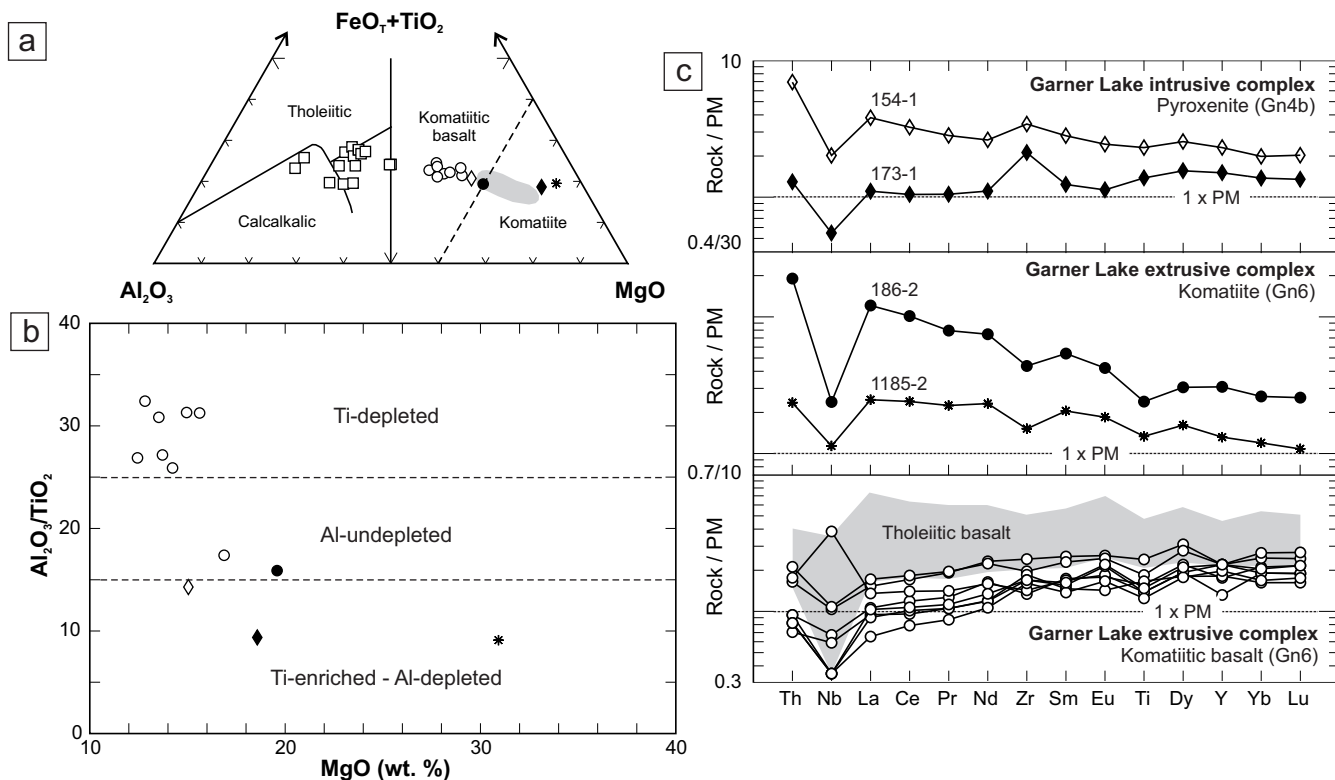 a
FeOT+TiO2
Tholeiitic
Komatiitic
basalt
Calcalkalic
Komatiite
Al2O3
MgO
b
40
30
20
10
0
Al2O3/TiO2
Ti-depleted
Al-undepleted
Ti-enriched - Al-depleted
10
20
30
40
MgO (wt. %)
c
10
Rock / PM
Garner Lake intrusive complex
Pyroxenite (Gn4b)
154-1
173-1
1 x PM
0.4/30
Rock / PM
Garner Lake extrusive complex
Komatiite (Gn6)
186-2
1185-2
1 x PM
0.7/10
Rock / PM
Tholeiitic basalt
1 x PM
Garner Lake extrusive complex
Komatiitic basalt (Gn6)
0.3
Th Nb La Ce Pr Nd Zr Sm Eu Ti Dy Y Yb Lu